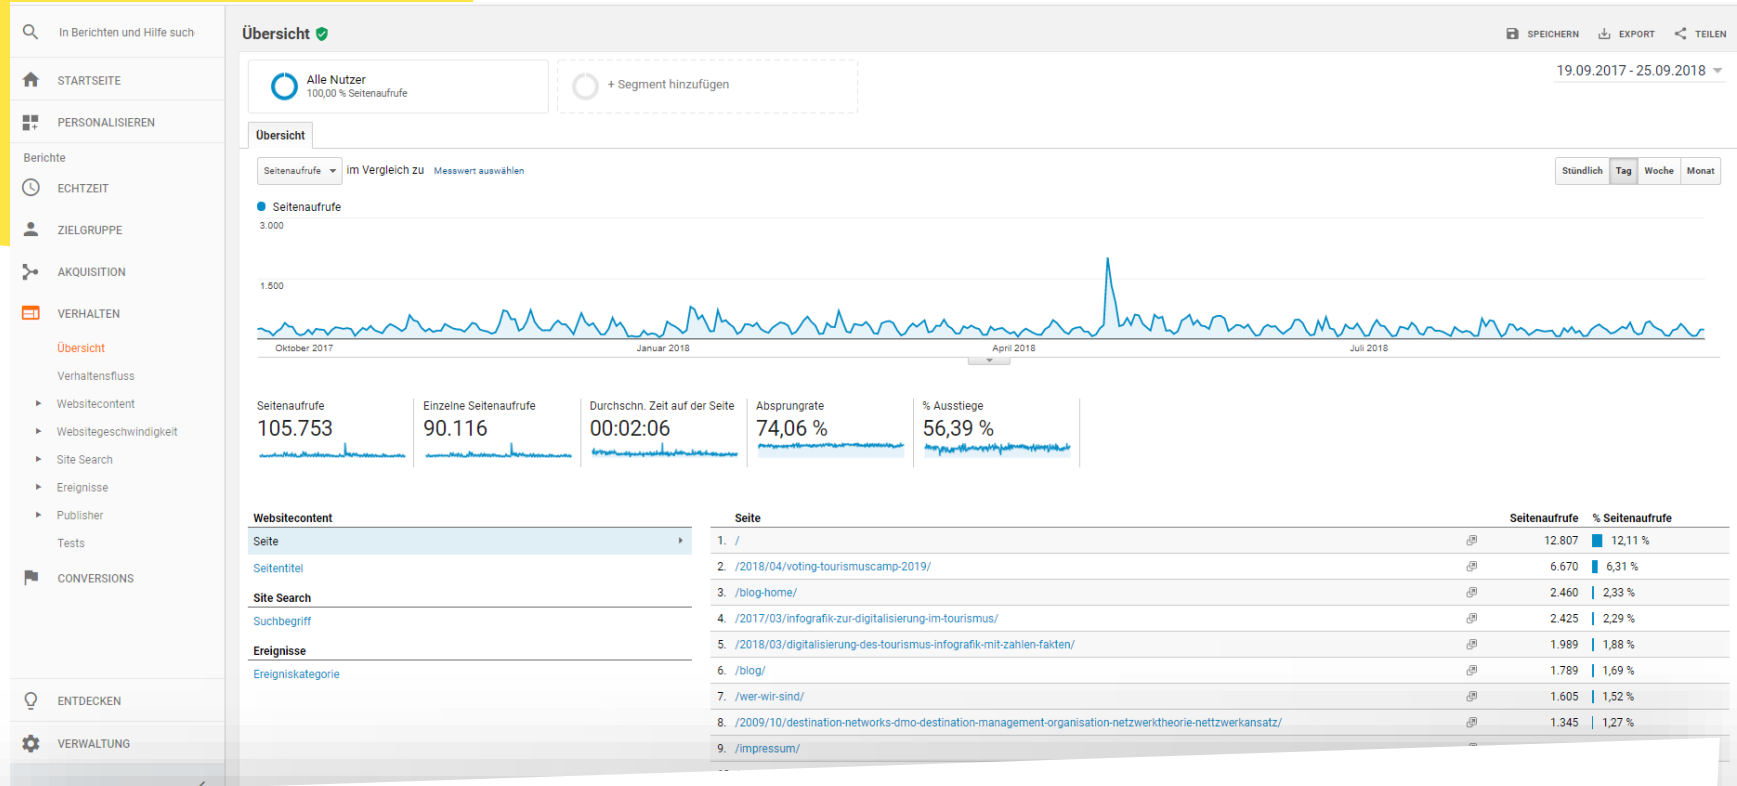 In Berichten und Hilfe such
Übersicht
SPEICHERN EXPORT TEILEN
STARTSEITE
PERSONALISIEREN
Berichte
ECHTZEIT
ZIELGRUPPE
AKQUISITION
VERHALTEN
Übersicht
Verhaltensfluss
Websitecontent
Websitegeschwindigkeit
Site Search
Ereignisse
Publisher
Tests
CONVERSIONS
ENTDECKEN
VERWALTUNG
Alle Nutzer
100,00 % Seitenaufrufe
+ Segment hinzufügen
19.09.2017 - 25.09.2018
Übersicht
Seitenaufrufe im Vergleich zu Messwert auswählen
Stündlich Tag Woche Monat
Seitenaufrufe
3.000
1.500
Oktober 2017 Januar 2018 April 2018 Juli 2018
Seitenaufrufe
105.753
Einzelne Seitenaufrufe
90.116
Durchschn. Zeit auf der Seite
00:02:06
Absprungrate
74,06 %
% Ausstiege
56,39 %
Websitecontent
Seite
Seitentitel
Site Search
Suchbegriff
Ereignisse
Ereigniskategorie
Seite Seitenaufrufe % Seitenaufrufe
1. / 12.807 12,11 %
2. /2018/04/voting-tourismuscamp-2019/ 6.670 6,31 %
3. /blog-home/ 2.460 2,33 %
4. /2017/03/infografik-zur-digitalisierung-im-tourismus/ 2.425 2,29 %
5. /2018/03/digitalisierung-des-tourismus-infografik-mit-zahlen-fakten/ 1.989 1,88 %
6. /blog/ 1.789 1,69 %
7. /wer-wir-sind/ 1.605 1,52 %
8. /2009/10/destination-networks-dmo-destination-management-organisation-netzwerktheorie-nettzwerkansatz/ 1.345 1,27 %
9. /impressum/